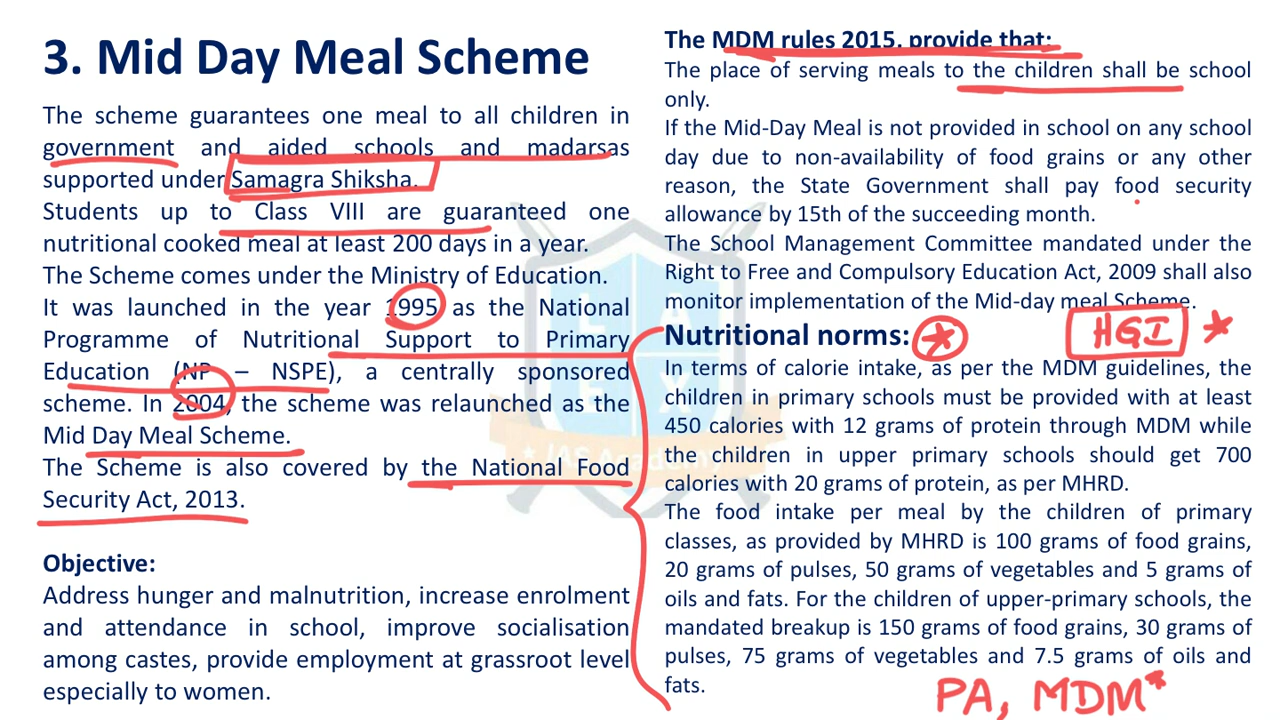 3. Mid Day Meal Scheme
The scheme guarantees one meal to all children in
government and aided schools and madarsas
supported under Samagra Shiksha.
Students up to Class VIII are guaranteed one
nutritional cooked meal at least 200 days in a year.
The Scheme comes under the Ministry of Education.
It was launched in the year 1995 as the National
Programme of Nutritional Support to Primary
Education (NP – NSPE), a centrally sponsored
scheme. In 2004, the scheme was relaunched as the
Mid Day Meal Scheme.
The Scheme is also covered by the National Food
Security Act, 2013.
Objective:
Address hunger and malnutrition, increase enrolment
and attendance in school, improve socialisation
among castes, provide employment at grassroot level
especially to women.
The MDM rules 2015, provide that:
The place of serving meals to the children shall be school
only.
If the Mid-Day Meal is not provided in school on any school
day due to non-availability of food grains or any other
reason, the State Government shall pay food security
allowance by 15th of the succeeding month.
The School Management Committee mandated under the
Right to Free and Compulsory Education Act, 2009 shall also
monitor implementation of the Mid-day meal Scheme.
Nutritional norms:
HGI
In terms of calorie intake, as per the MDM guidelines, the
children in primary schools must be provided with at least
450 calories with 12 grams of protein through MDM while
the children in upper primary schools should get 700
calories with 20 grams of protein, as per MHRD.
The food intake per meal by the children of primary
classes, as provided by MHRD is 100 grams of food grains,
20 grams of pulses, 50 grams of vegetables and 5 grams of
oils and fats. For the children of upper-primary schools, the
mandated breakup is 150 grams of food grains, 30 grams of
pulses, 75 grams of vegetables and 7.5 grams of oils and
fats.
PA, MDM*